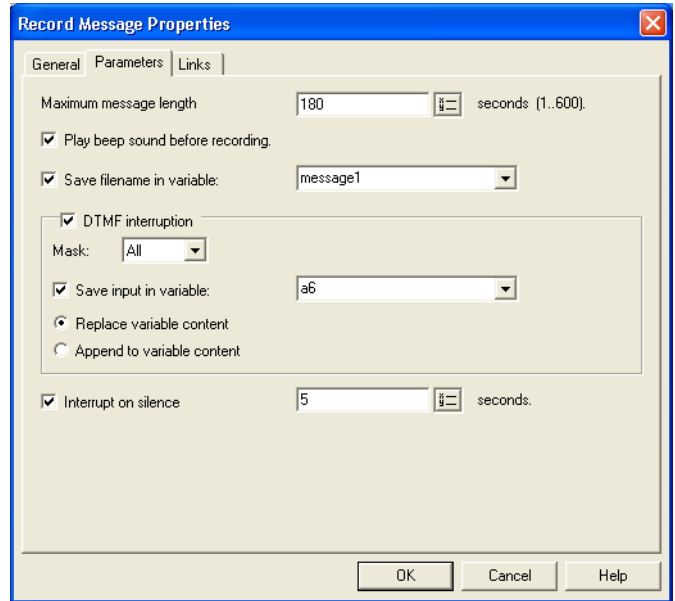 Record Message Properties
General Parameters Links
Maximum message length 180 seconds (1..600).
Play beep sound before recording.
Save filename in variable: message1
DTMF interruption
Mask: All
Save input in variable: a6
Replace variable content
Append to variable content
Interrupt on silence 5 seconds.
OK Cancel Help